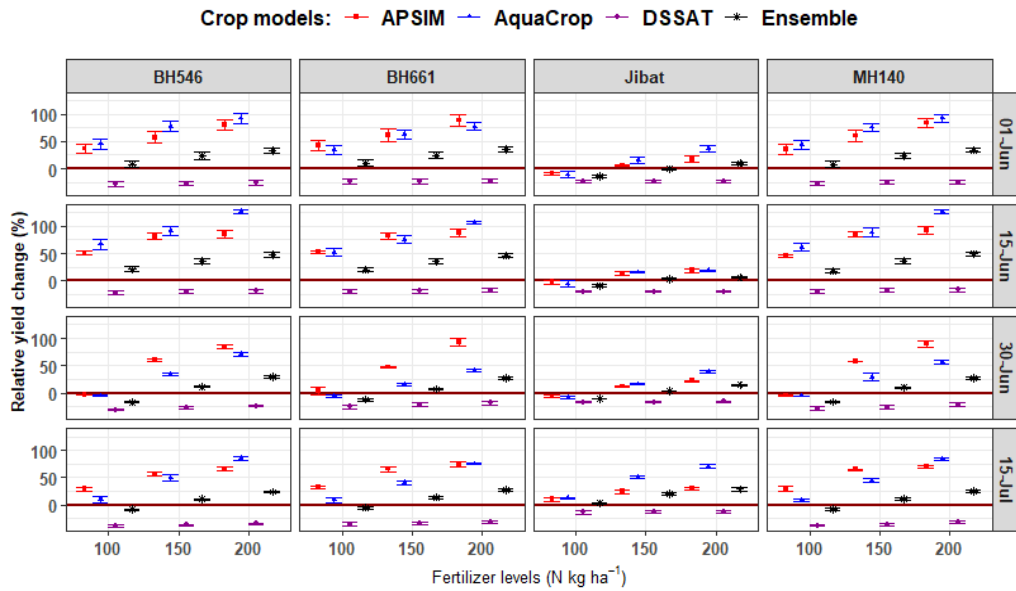 Crop models: APSIM AquaCrop DSSAT Ensemble
BH546 BH661 Jibat MH140
Relative yield change (%)
100
50
0
01-Jun
100
50
0
15-Jun
100
50
0
30-Jun
100
50
0
15-Jul
100 150 200 100 150 200 100 150 200 100 150 200
Fertilizer levels (N kg ha⁻¹)